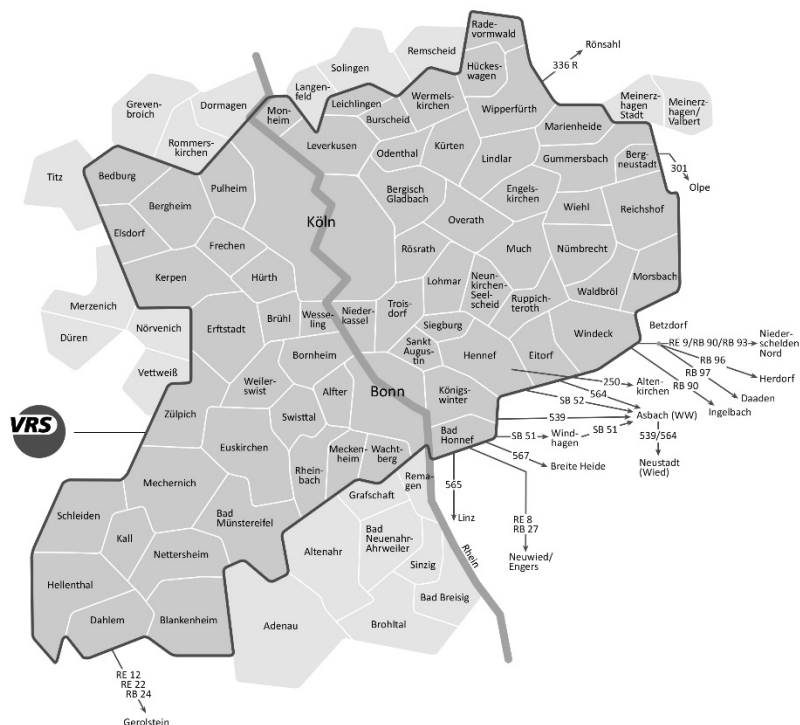 Rade-
vormwald
Rönsahl
336 R
Remscheid
Solingen
Hückes-
wagen
Langen-
feld
Leichlingen
Wermels-
kirchen
Wipperfürth
Meinerz-
hagen
Stadt
Meinerz-
hagen/
Valbert
Greven-
broich
Dormagen
Mon-
heim
Burscheid
Marienheide
Rommers-
kirchen
Leverkusen
Odenthal
Kürten
Lindlar
Gummersbach
Berg-
neustadt
301
Olpe
Titz
Bedburg
Pulheim
Bergheim
Bergisch
Gladbach
Engels-
kirchen
Wiehl
Reichshof
Elsdorf
Köln
Overath
Frechen
Rösrath
Much
Nümbrecht
Kerpen
Hürth
Lohmar
Neun-
kirchen-
Seel-
scheid
Ruppich-
teroth
Waldbröl
Morsbach
Merzenich
Nörvenich
Düren
Erftstadt
Brühl
Wesse-
ling
Nieder-
kassel
Trois-
dorf
Siegburg
Windeck
Betzdorf
RE 9/RB 90/RB 93
Nieder-
schelden
Nord
Sankt
Augustin
Hennef
Eitorf
RB 96
Herdorf
RB 97
Daaden
RB 90
Ingelbach
Vettweiß
Bornheim
Weiler-
swist
Alfter
Bonn
Königs-
winter
250
Alten-
kirchen
564
SB 52
Asbach (WW)
Zülpich
Swisttal
539
SB 51
Wind-
hagen
SB 51
539/564
Neustadt
(Wied)
VRS
Euskirchen
Bad
Honnef
567
Breite Heide
Mecken-
heim
Wacht-
berg
Rhein-
bach
Rema-
gen
565
Linz
Mechernich
Grafschaft
RE 8
RB 27
Neuwied/
Engers
Schleiden
Bad
Münstereifel
Kall
Nettersheim
Altenahr
Bad
Neuenahr-
Ahrweiler
Rhein
Sinzig
Hellenthal
Bad Breisig
Dahlem
Blankenheim
Adenau
Brohltal
RE 12
RE 22
RB 24
Gerolstein